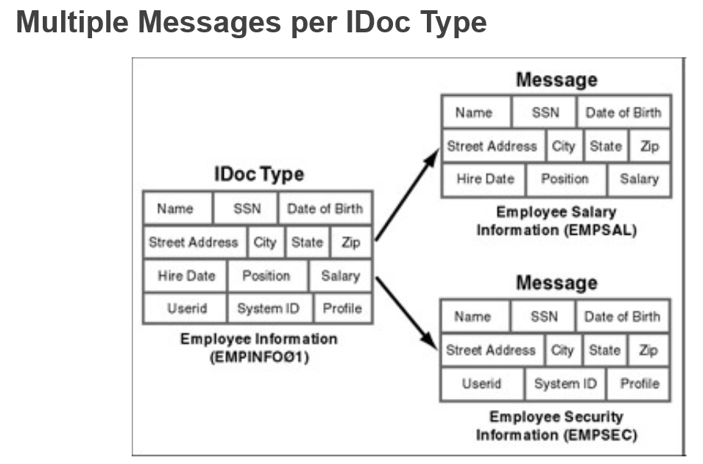 Multiple Messages per IDoc Type
IDoc Type
Name SSN Date of Birth
Street Address City State Zip
Hire Date Position Salary
Userid System ID Profile
Employee Information
(EMPINFO01)
Message
Name SSN Date of Birth
Street Address City State Zip
Hire Date Position Salary
Employee Salary
Information (EMPSAL)
Message
Name SSN Date of Birth
Street Address City State Zip
Userid System ID Profile
Employee Security
Information (EMPSEC)